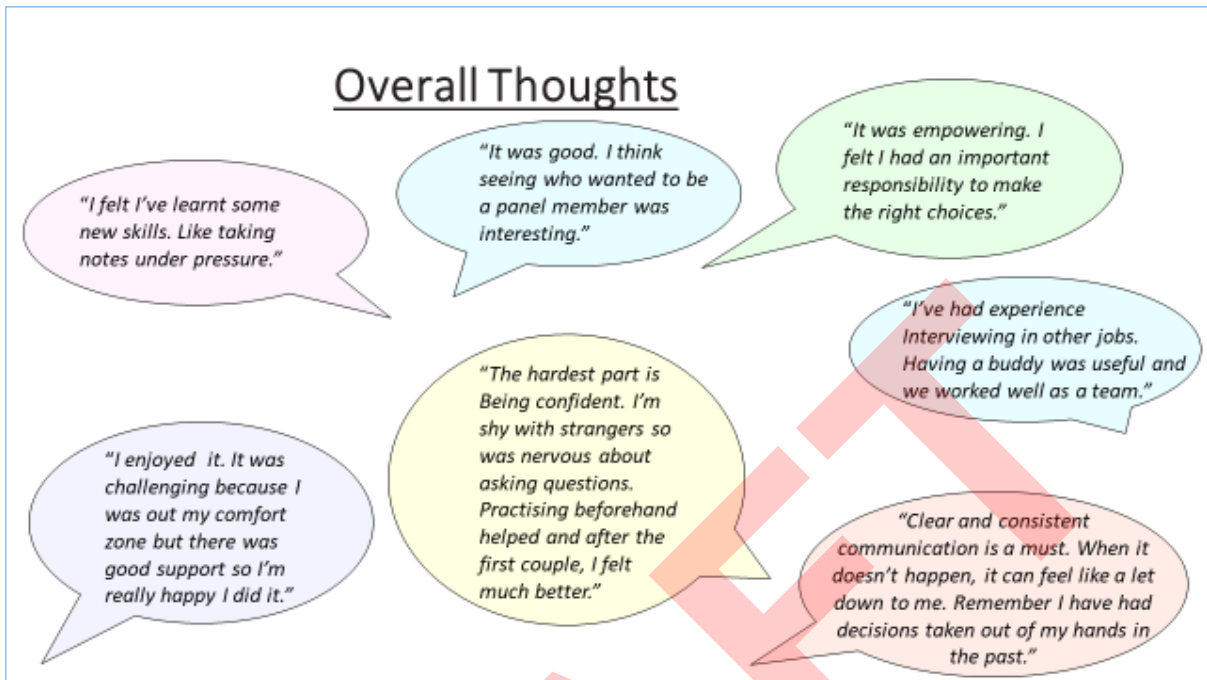 Overall Thoughts
“I felt I’ve learnt some
new skills. Like taking
notes under pressure.”
“It was good. I think
seeing who wanted to be
a panel member was
interesting.”
“It was empowering. I
felt I had an important
responsibility to make
the right choices.”
“I’ve had experience
Interviewing in other jobs.
Having a buddy was useful and
we worked well as a team.”
“The hardest part is
Being confident. I’m
shy with strangers so
was nervous about
asking questions.
Practising beforehand
helped and after the
first couple, I felt
much better.”
“I enjoyed  it. It was
challenging because I
was out my comfort
zone but there was
good support so I’m
really happy I did it.”
“Clear and consistent
communication is a must. When it
doesn’t happen, it can feel like a let
down to me. Remember I have had
decisions taken out of my hands in
the past.”